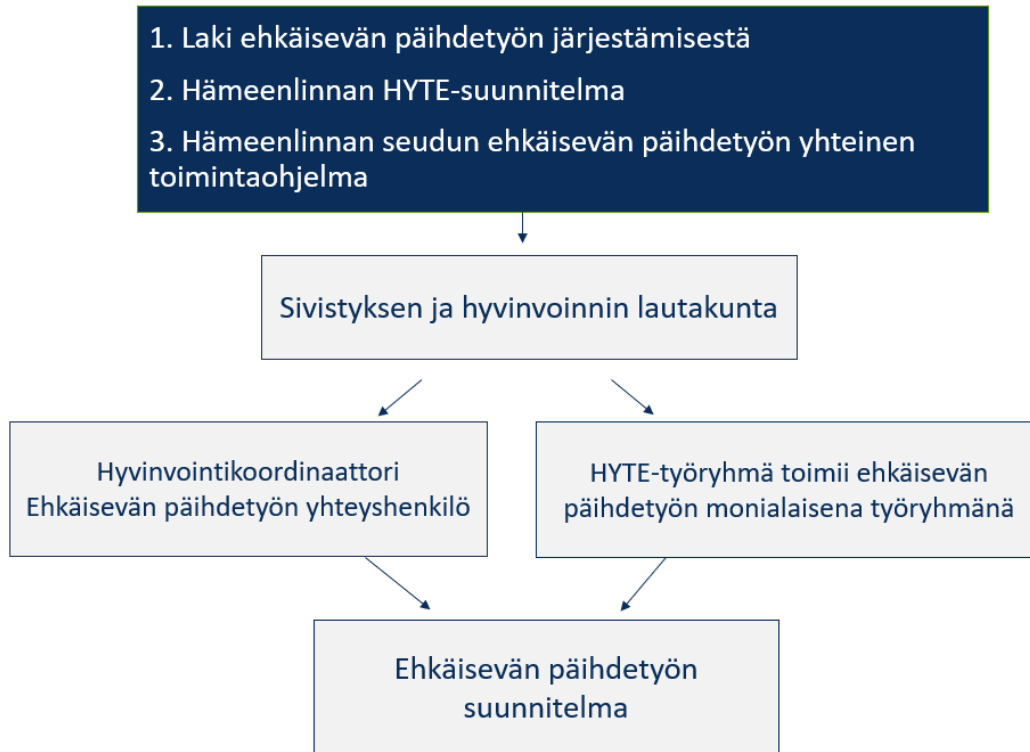 1. Laki ehkäisevän päihdetyön järjestämisestä
2. Hämeenlinnan HYTE-suunnitelma
3. Hämeenlinnan seudun ehkäisevän päihdetyön yhteinen
toimintaohjelma
Sivistyksen ja hyvinvoinnin lautakunta
Hyvinvointikoordinaattori
Ehkäisevän päihdetyön yhteyshenkilö
HYTE-työryhmä toimii ehkäisevän
päihdetyön monialaisena työryhmänä
Ehkäisevän päihdetyön
suunnitelma